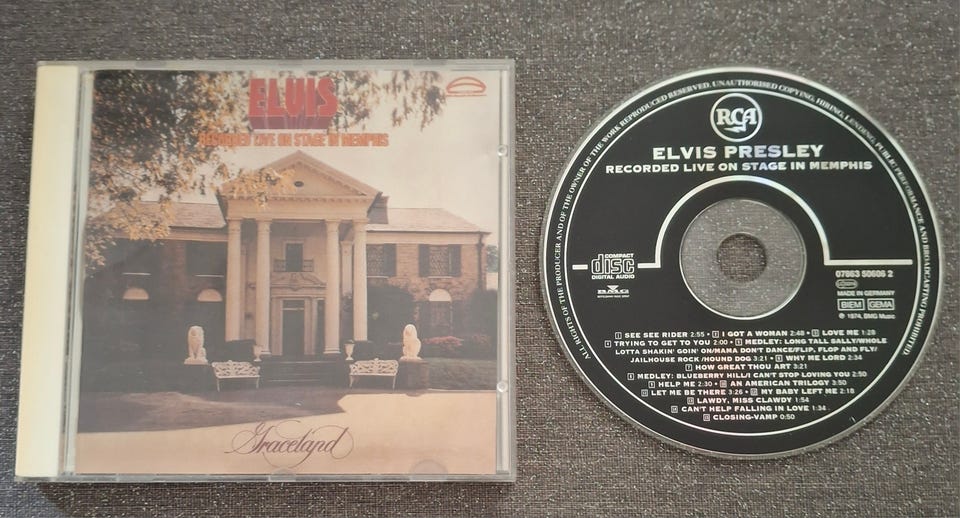 ELVIS
RECORDED LIVE ON STAGE IN MEMPHIS
Graceland
ALL RIGHTS OF THE PRODUCER AND OF THE OWNER OF THE WORK REPRODUCED RESERVED. UNAUTHORISED COPYING, HIRING, LENDING, PUBLIC PERFORMANCE AND BROADCASTING PROHIBITED
RCA
ELVIS PRESLEY
RECORDED LIVE ON STAGE IN MEMPHIS
COMPACT
disc
DIGITAL AUDIO
BMG
07863 50606 2
MADE IN GERMANY
BIEM GEMA
℗ 1974, BMG Music
1 SEE SEE RIDER 2:55 • 2 I GOT A WOMAN 2:48 • 3 LOVE ME 1:28
4 TRYING TO GET TO YOU 2:00 • 5 MEDLEY: LONG TALL SALLY/WHOLE
LOTTA SHAKIN' GOIN' ON/MAMA DON'T DANCE/FLIP, FLOP AND FLY/
JAILHOUSE ROCK/HOUND DOG 3:21 • 6 WHY ME LORD 2:34
7 HOW GREAT THOU ART 3:21
8 MEDLEY: BLUEBERRY HILL/I CAN'T STOP LOVING YOU 2:50
9 HELP ME 2:30 • 10 AN AMERICAN TRILOGY 3:50
11 LET ME BE THERE 3:26 • 12 MY BABY LEFT ME 2:18
13 LAWDY, MISS CLAWDY 1:54
14 CAN'T HELP FALLING IN LOVE 1:34
15 CLOSING-VAMP 0:50